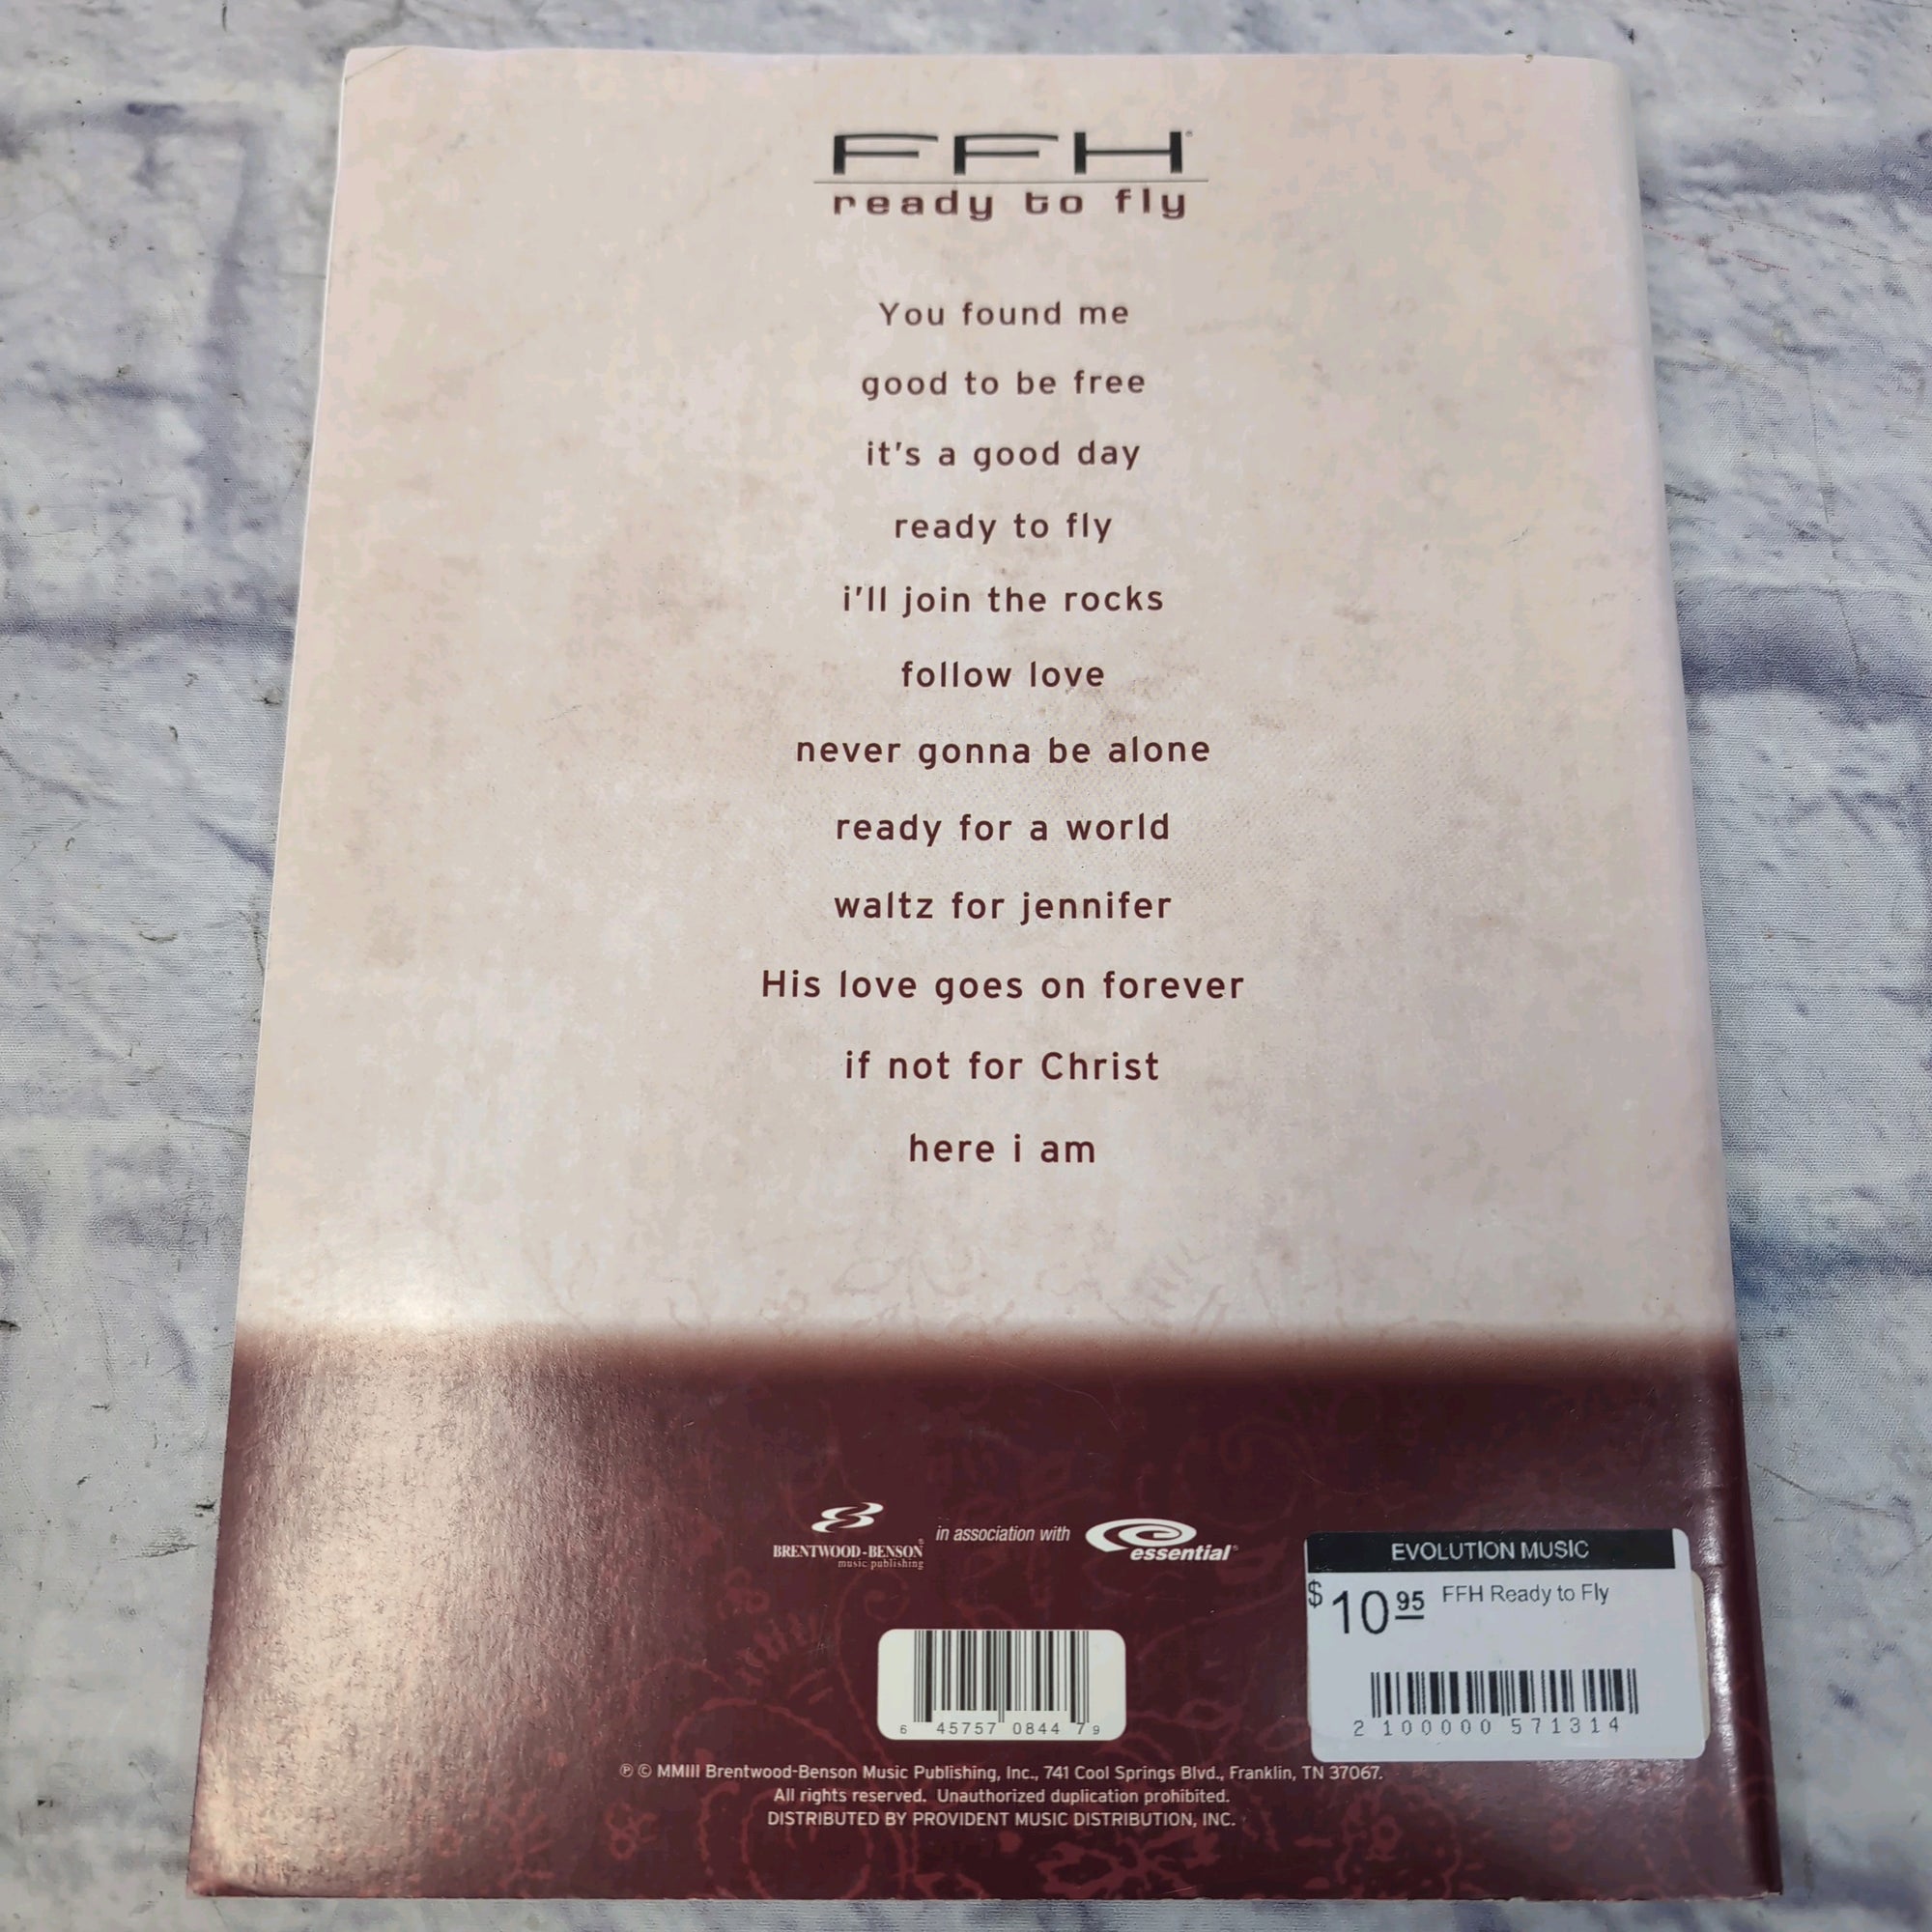 FFH
ready to fly
You found me
good to be free
it's a good day
ready to fly
i'll join the rocks
follow love
never gonna be alone
ready for a world
waltz for jennifer
His love goes on forever
if not for Christ
here i am
BRENTWOOD-BENSON®
music publishing
in association with
essential®
EVOLUTION MUSIC
$10.95 FFH Ready to Fly
2 100000 571314
6 45757 0844 7 9
℗ © MMIII Brentwood-Benson Music Publishing, Inc., 741 Cool Springs Blvd., Franklin, TN 37067.
All rights reserved. Unauthorized duplication prohibited.
DISTRIBUTED BY PROVIDENT MUSIC DISTRIBUTION, INC.